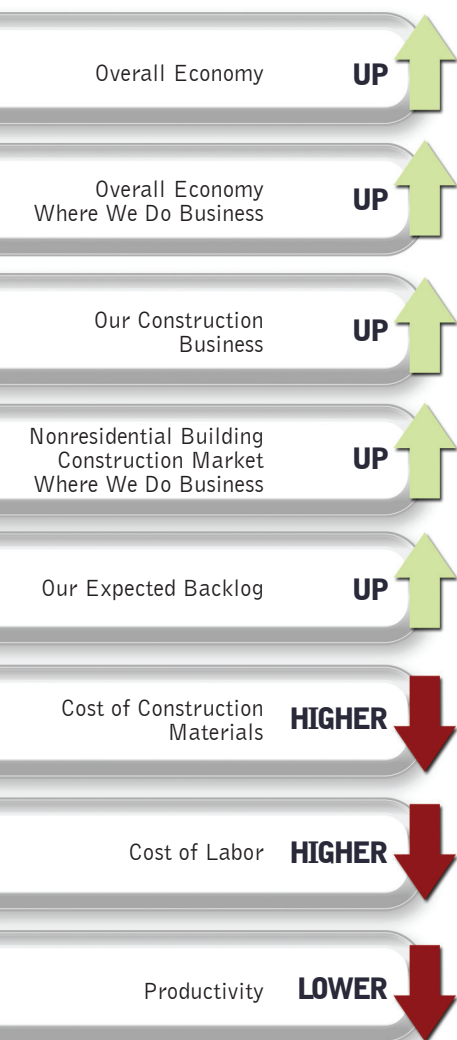 Overall Economy UP
Overall Economy
Where We Do Business UP
Our Construction
Business UP
Nonresidential Building
Construction Market
Where We Do Business UP
Our Expected Backlog UP
Cost of Construction
Materials HIGHER
Cost of Labor HIGHER
Productivity LOWER